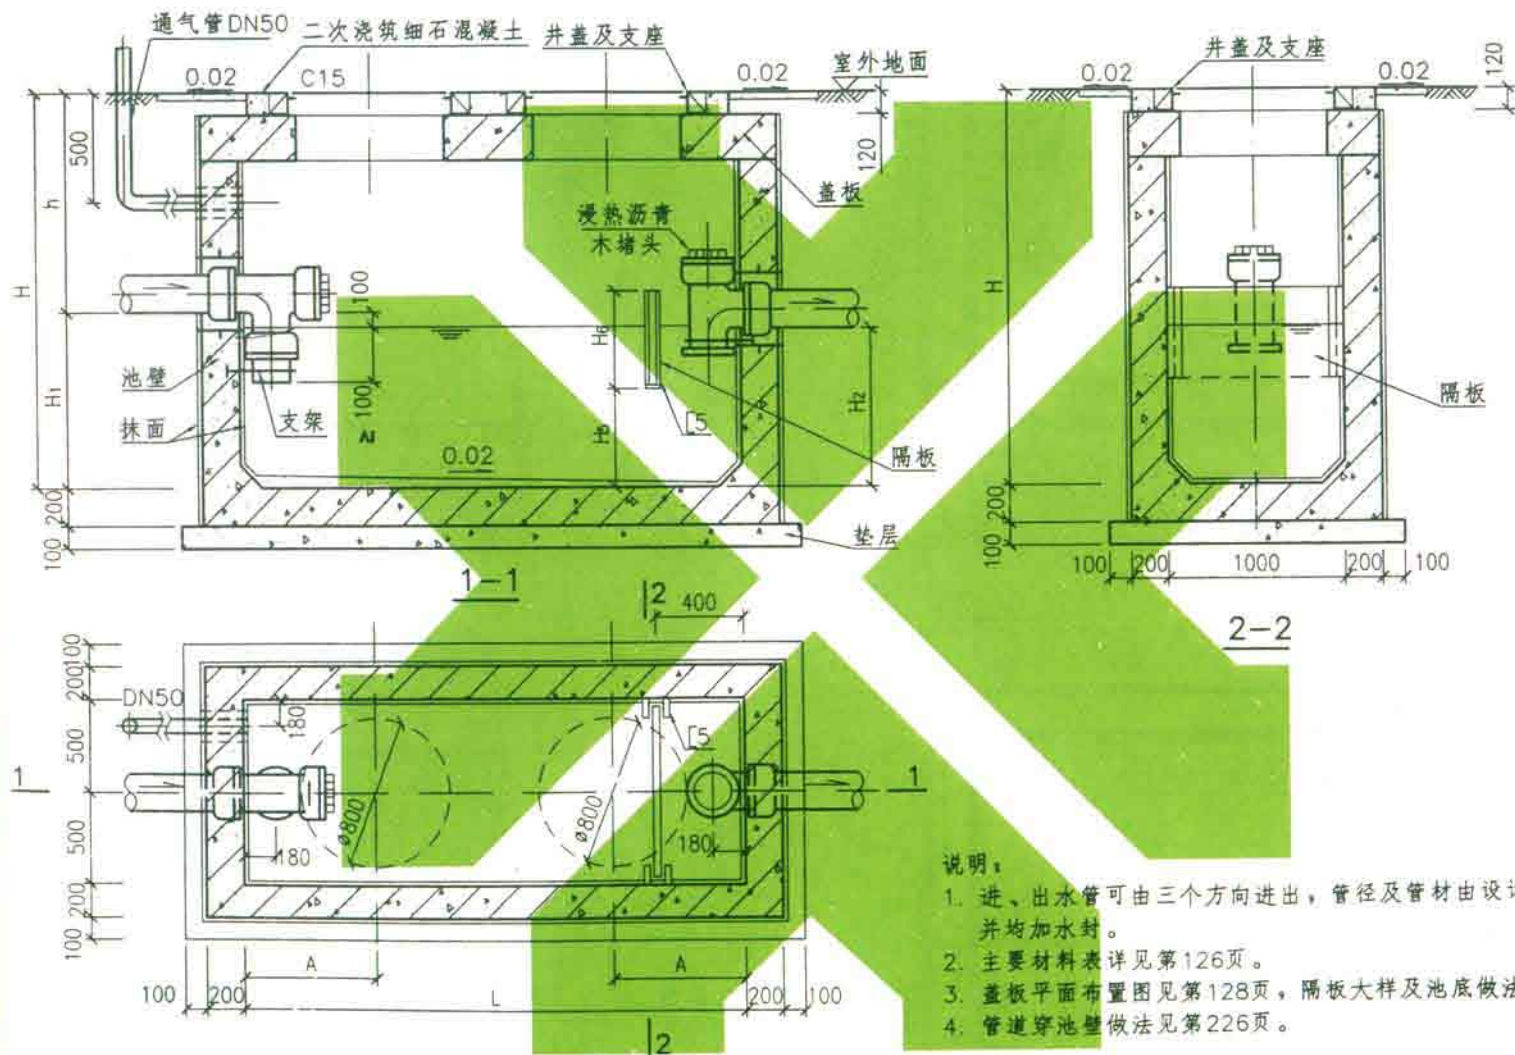 通气管DN50
二次浇筑细石混凝土
井盖及支座
C15
0.02
0.02
室外地面
120
500
h
H
盖板
浸热沥青
木堵头
100
H6
H1
池壁
100
支架
抹面
H2
[5
隔板
0.02
200
100
垫层
1-1
井盖及支座
0.02
0.02
120
H
隔板
200
100
100
200
1000
200
100
2-2
2
400
100
200
DN50
180
[5
500
1
1
ø800
ø800
500
180
180
200
100
A
A
100
200
L
200
100
2
说明：
1. 进、出水管可由三个方向进出，管径及管材由设计
并均加水封。
2. 主要材料表详见第126页。
3. 盖板平面布置图见第128页，隔板大样及池底做法
4. 管道穿池壁做法见第226页。